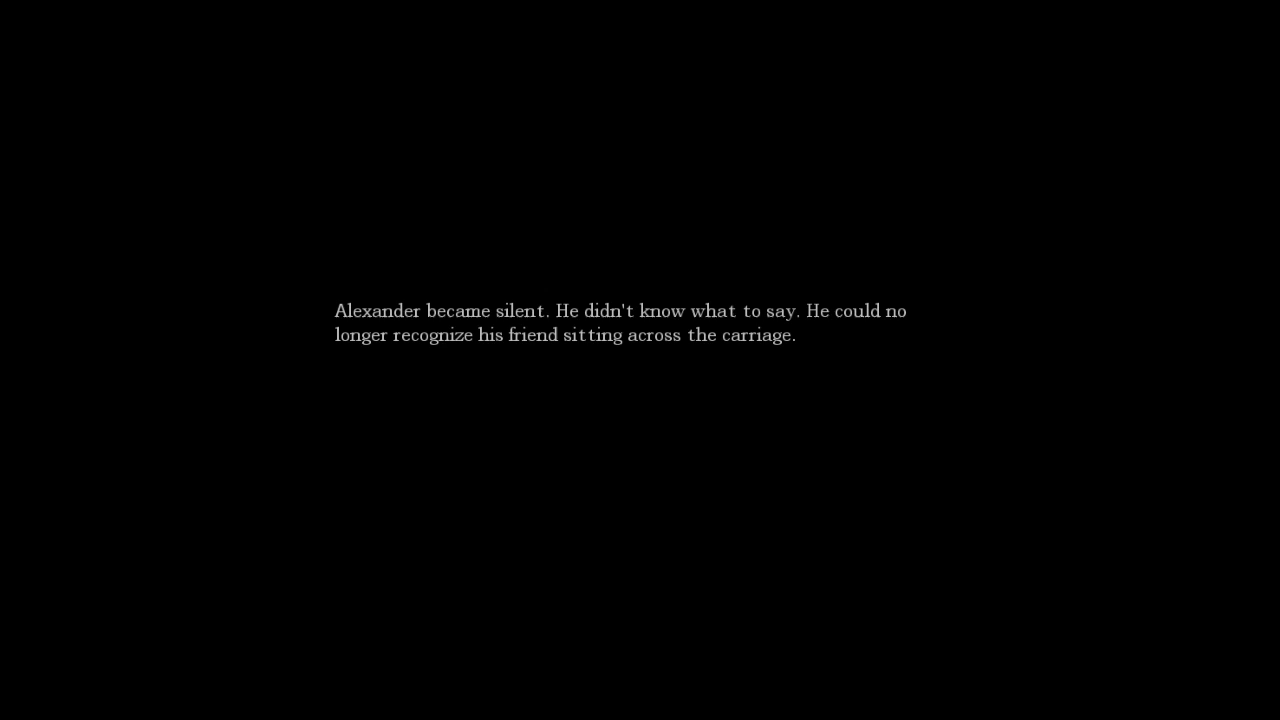 Alexander became silent. He didn't know what to say. He could no
longer recognize his friend sitting across the carriage.